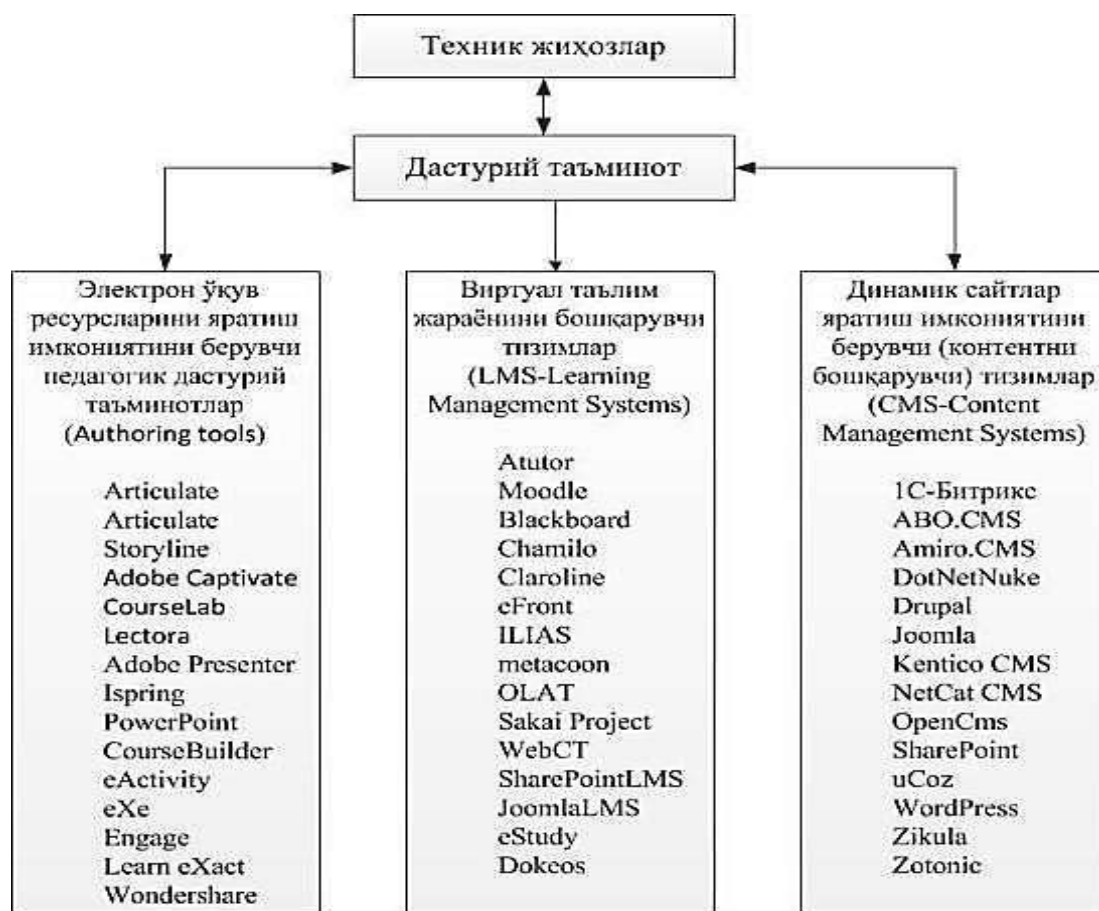 Техник жиҳозлар
Дастурий таъминот
Электрон ўқув
ресурсларини яратиш
имкониятини берувчи
педагогик дастурий
таъминотлар
(Authoring tools)
Articulate
Articulate
Storyline
Adobe Captivate
CourseLab
Lectora
Adobe Presenter
Ispring
PowerPoint
CourseBuilder
eActivity
eXe
Engage
Learn eXact
Wondershare
Виртуал таълим
жараёнини бошқарувчи
тизимлар
(LMS-Learning
Management Systems)
Atutor
Moodle
Blackboard
Chamilo
Claroline
eFront
ILIAS
metacoon
OLAT
Sakai Project
WebCT
SharePointLMS
JoomlaLMS
eStudy
Dokeos
Динамик сайтлар
яратиш имкониятини
берувчи (контентни
бошқарувчи) тизимлар
(CMS-Content
Management Systems)
1С-Битрикс
ABO.CMS
Amiro.CMS
DotNetNuke
Drupal
Joomla
Kentico CMS
NetCat CMS
OpenCms
SharePoint
uCoz
WordPress
Zikula
Zotonic